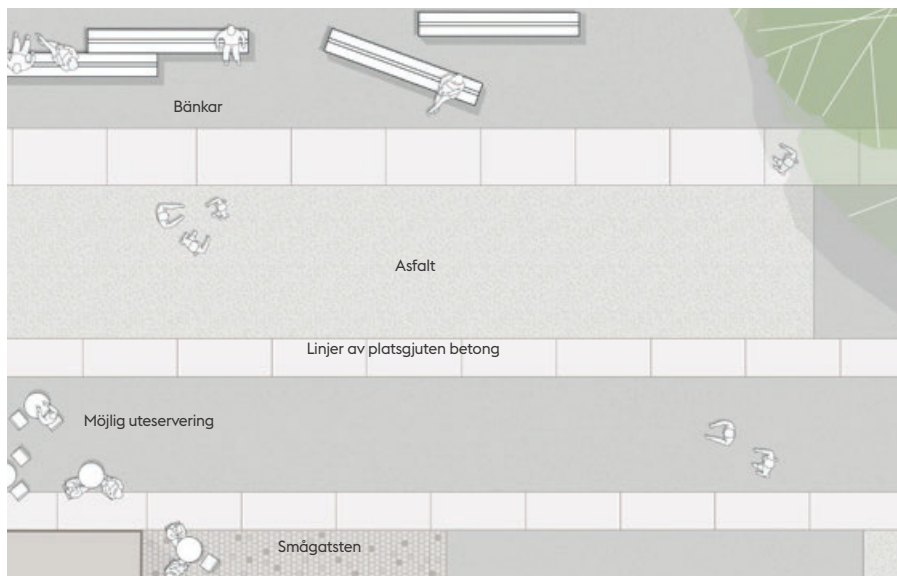 Bänkar
Asfalt
Linjer av platsgjuten betong
Möjlig uteservering
Smågatsten